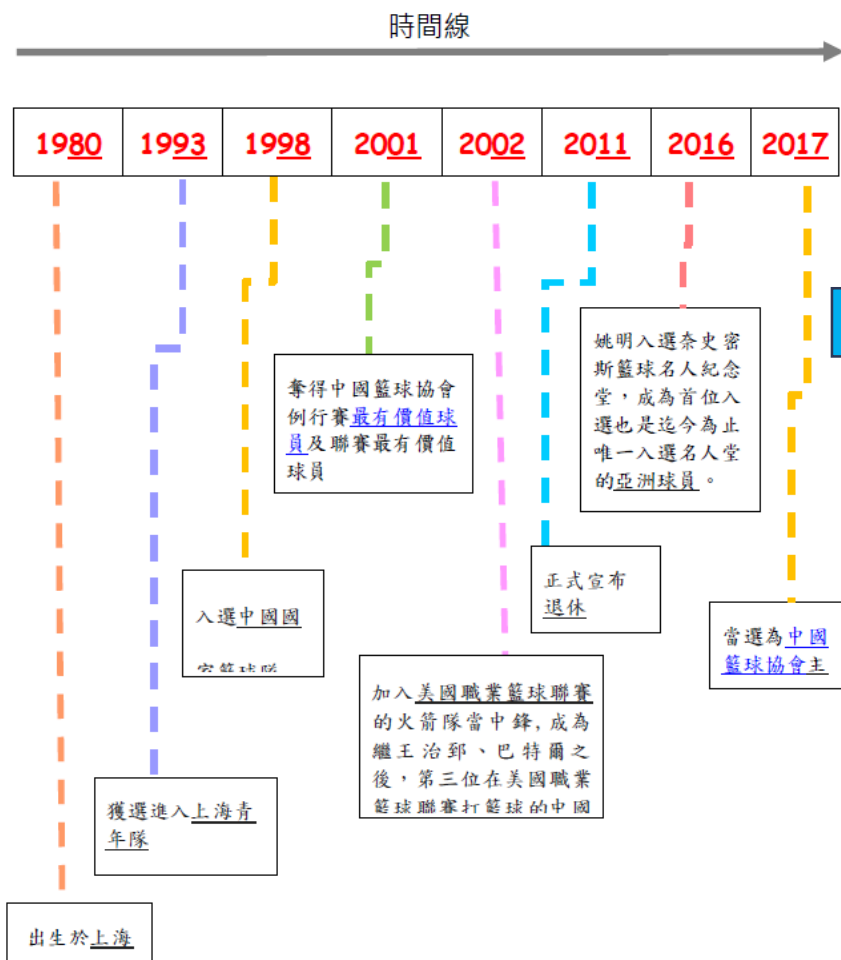 時間線
1980 1993 1998 2001 2002 2011 2016 2017
姚明入選奈史密
斯籃球名人紀念
堂，成為首位入
選也是迄今為止
唯一入選名人堂
的亞洲球員。
奪得中國籃球協會
例行賽最有價值球
員及聯賽最有價值
球員
正式宣布
退休
入選中國國
家籃球隊
當選為中國
籃球協會主
加入美國職業籃球聯賽
的火箭隊當中鋒,成為
繼王治郅、巴特爾之
後，第三位在美國職業
籃球聯賽打籃球的中國
獲選進入上海青
年隊
出生於上海